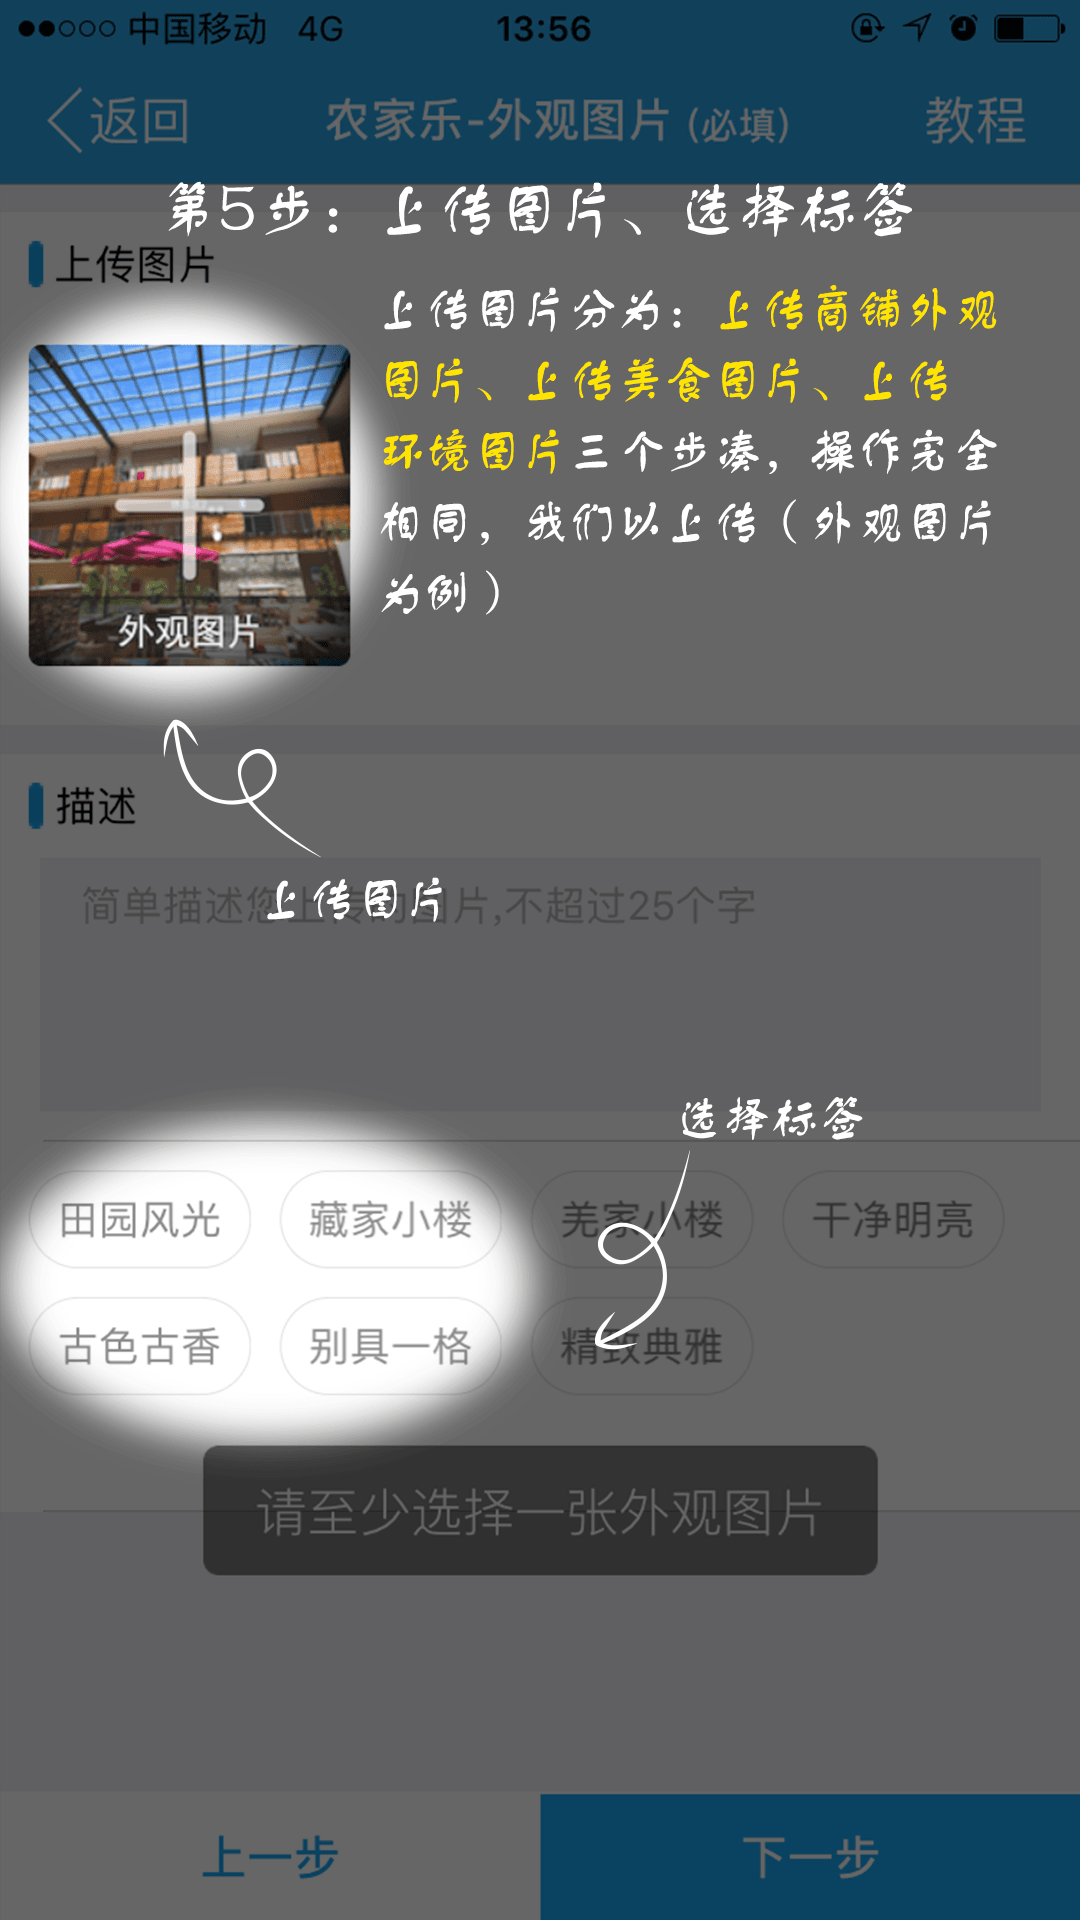 中国移动 4G 13:56
返回 农家乐-外观图片 (必填) 教程
第5步：上传图片、选择标签
上传图片
上传图片分为：上传商铺外观
图片、上传美食图片、上传
环境图片三个步凑，操作完全
相同，我们以上传（外观图片
为例）
外观图片
描述
简单描述您上传的图片,不超过25个字
上传图片
选择标签
田园风光 藏家小楼 羌家小楼 干净明亮
古色古香 别具一格 精致典雅
请至少选择一张外观图片
上一步 下一步